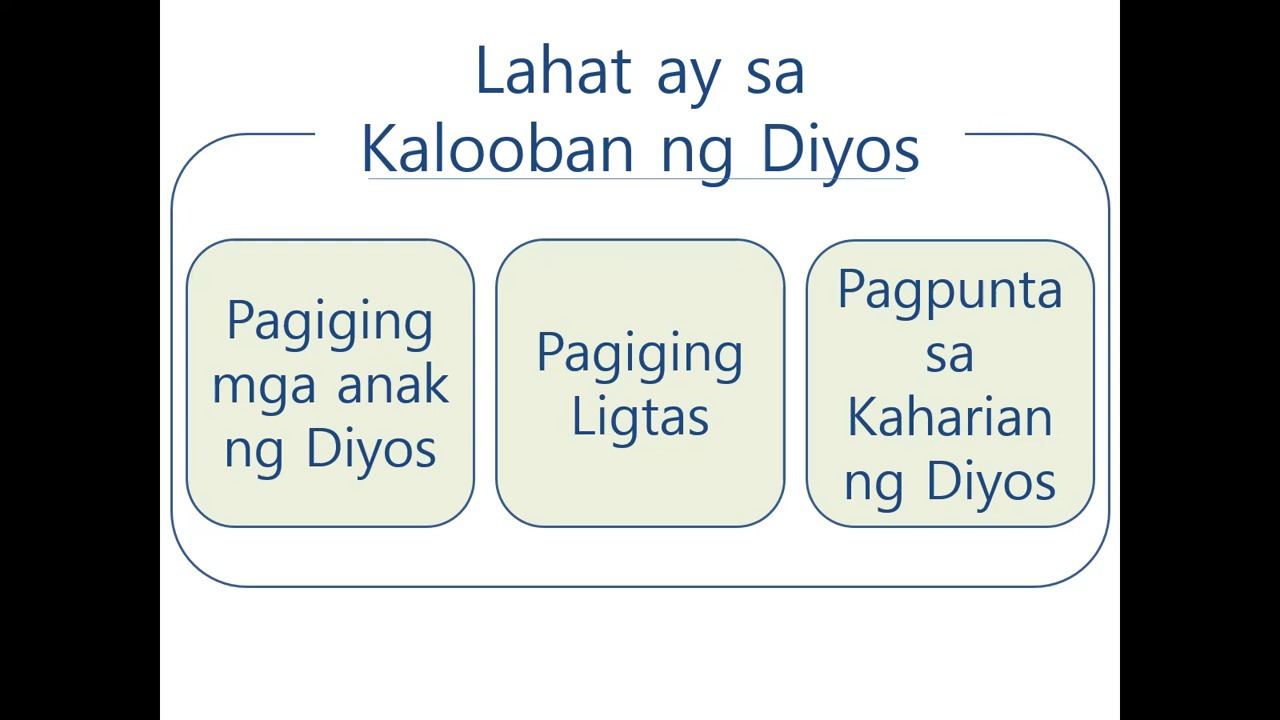 Lahat ay sa
Kalooban ng Diyos
Pagiging
mga anak
ng Diyos
Pagiging
Ligtas
Pagpunta
sa
Kaharian
ng Diyos